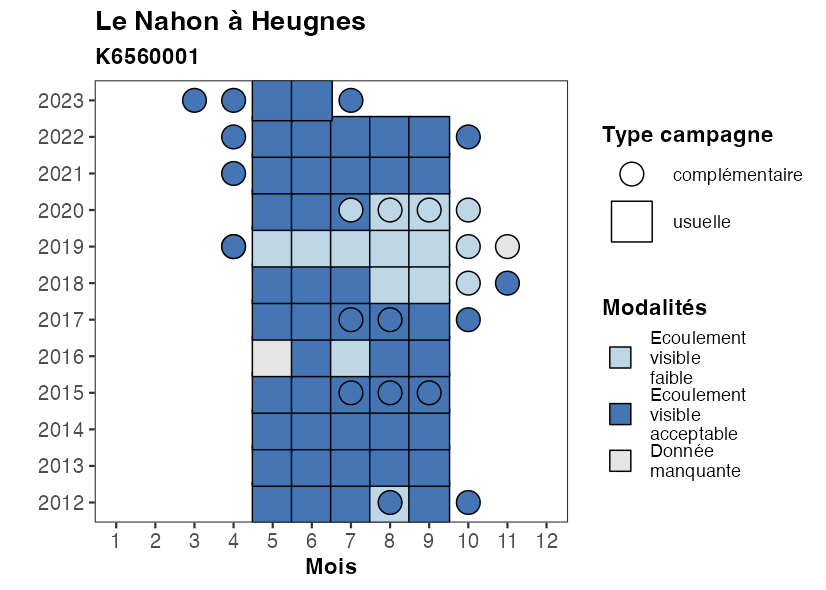 Le Nahon à Heugnes
K6560001
2023
2022
2021
2020
2019
2018
2017
2016
2015
2014
2013
2012
1 2 3 4 5 6 7 8 9 10 11 12
Mois
Type campagne
complémentaire
usuelle
Modalités
Ecoulement
visible
faible
Ecoulement
visible
acceptable
Donnée
manquante